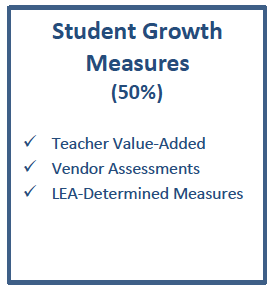 Student Growth
Measures
(50%)
✓ Teacher Value-Added
✓ Vendor Assessments
✓ LEA-Determined Measures